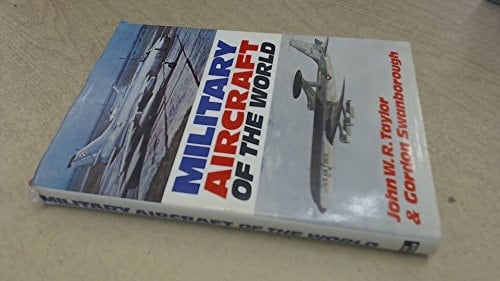 MILITARY
AIRCRAFT
OF THE WORLD
John W. R. Taylor
& Gordon Swanborough
MILITARY AIRCRAFT OF THE WORLD